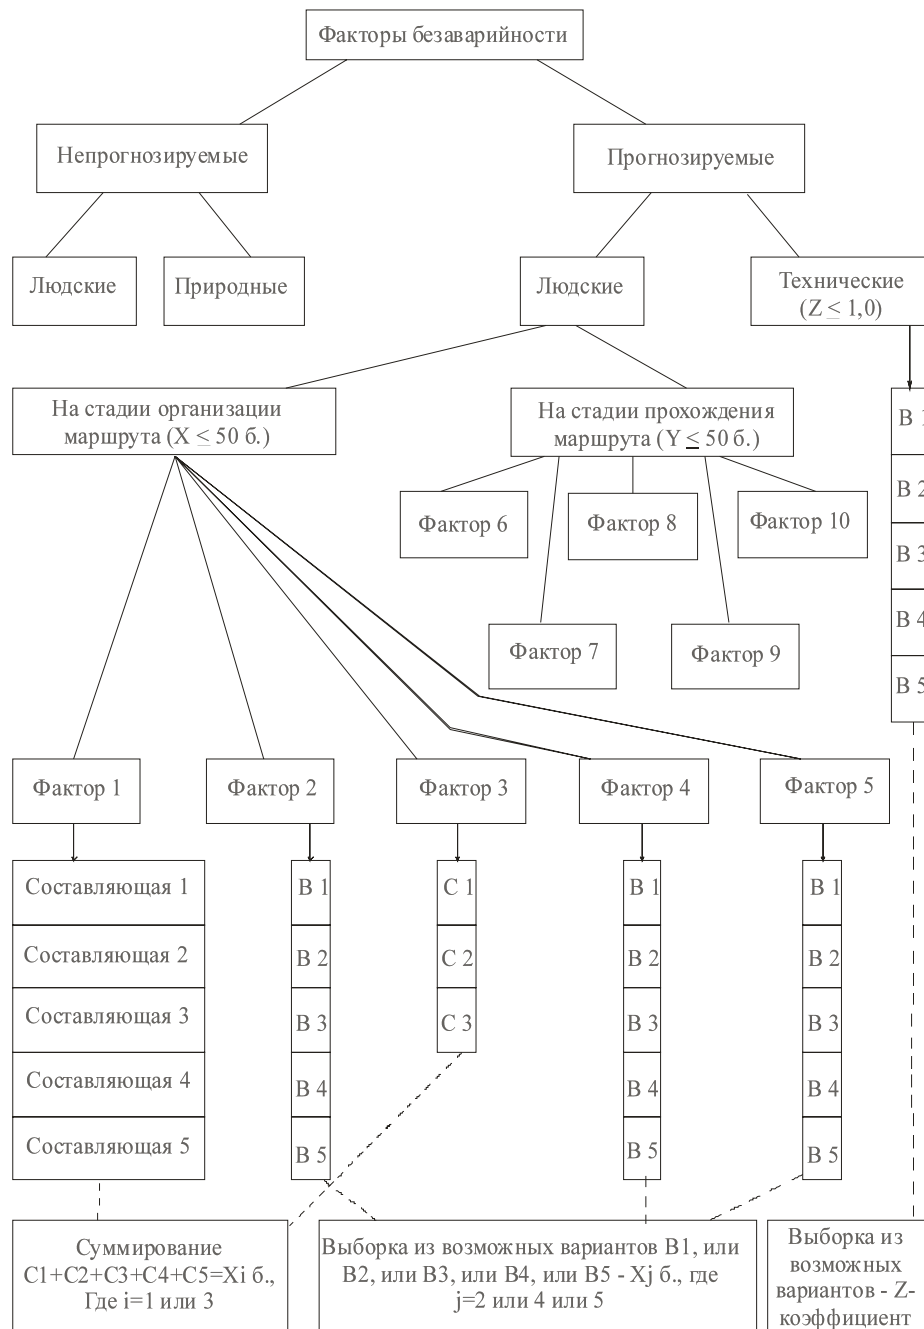 Факторы безаварийности
Непрогнозируемые
Прогнозируемые
Людские
Природные
Людские
Технические
(Z ≤ 1,0)
На стадии организации
маршрута (X ≤ 50 б.)
На стадии прохождения
маршрута (Y ≤ 50 б.)
В 1
В 2
В 3
В 4
В 5
Фактор 6
Фактор 8
Фактор 10
Фактор 7
Фактор 9
Фактор 1
Фактор 2
Фактор 3
Фактор 4
Фактор 5
Составляющая 1
Составляющая 2
Составляющая 3
Составляющая 4
Составляющая 5
В 1
В 2
В 3
В 4
В 5
С 1
С 2
С 3
В 1
В 2
В 3
В 4
В 5
В 1
В 2
В 3
В 4
В 5
Суммирование
С1+С2+С3+С4+С5=Xi б.,
Где i=1 или 3
Выборка из возможных вариантов В1, или
В2, или В3, или В4, или В5 - Xj б., где
j=2 или 4 или 5
Выборка из
возможных
вариантов - Z-
коэффициент